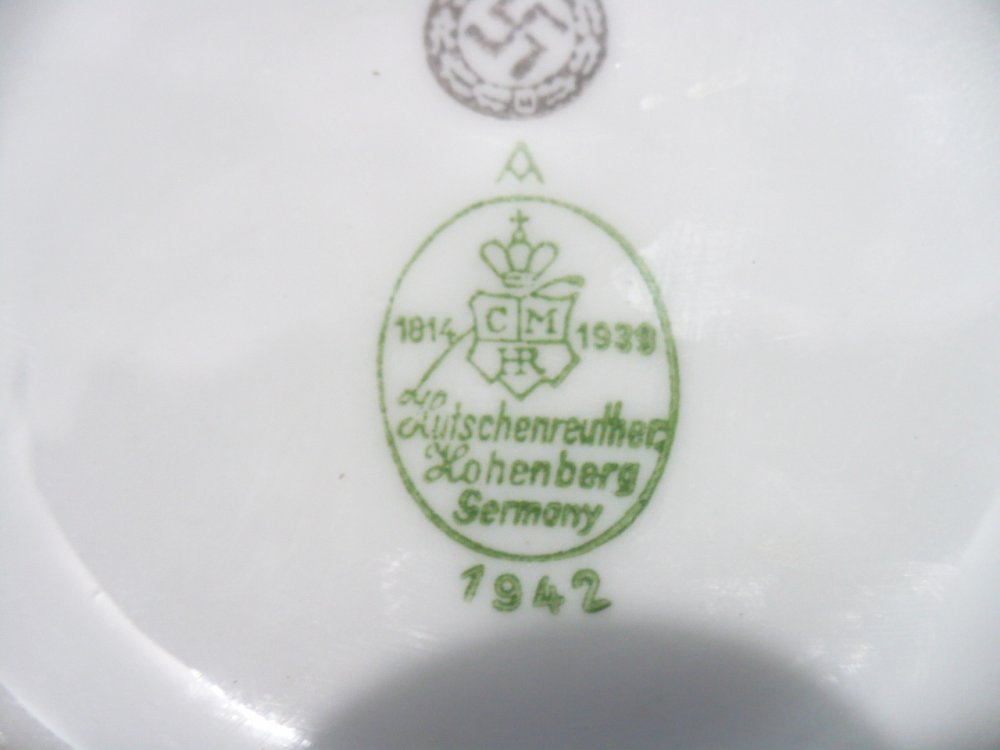 1814 C M 1939
HR
Hutschenreuther
Hohenberg
Germany
1942